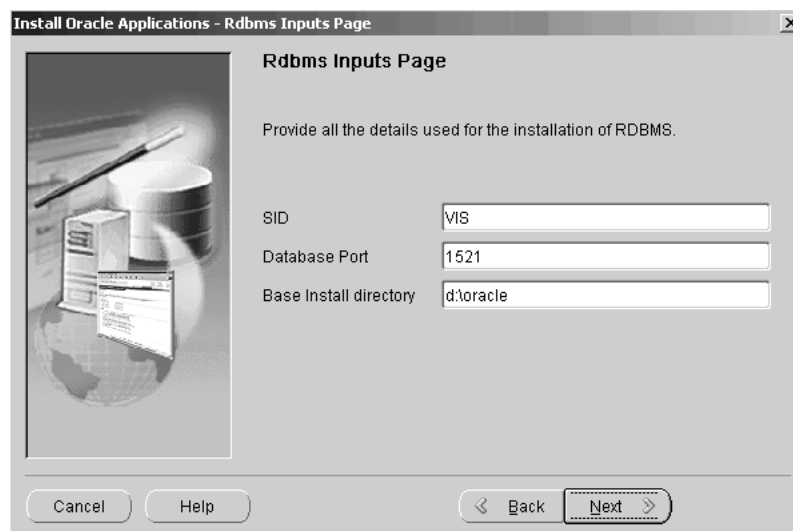 Install Oracle Applications - Rdbms Inputs Page
Rdbms Inputs Page
Provide all the details used for the installation of RDBMS.
SID
VIS
Database Port
1521
Base Install directory
d:\oracle
Cancel
Help
Back
Next